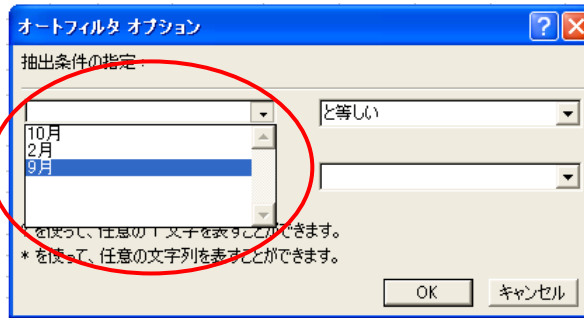 オートフィルタ オプション
抽出条件の指定:
と等しい
10月
2月
9月
を使って、任意の 1 文字を表すことができます。
* を使って、任意の文字列を表すことができます。
OK キャンセル